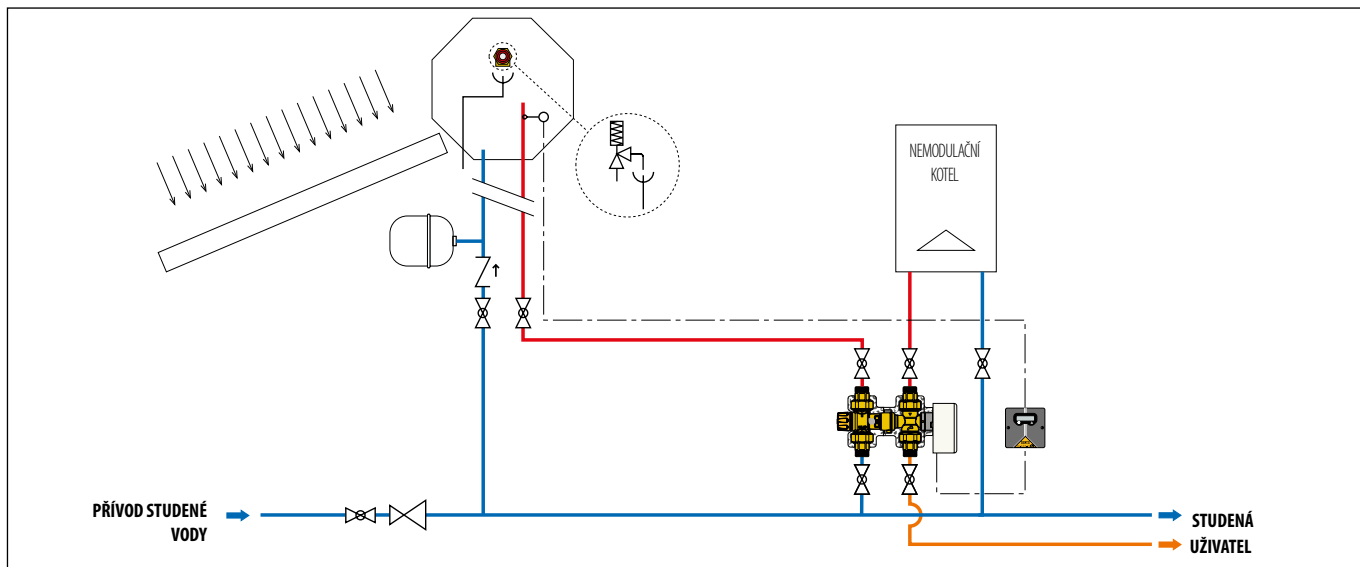 NEMODULAČNÍ
KOTEL
PŘÍVOD STUDENÉ
VODY
STUDENÁ
UŽIVATEL